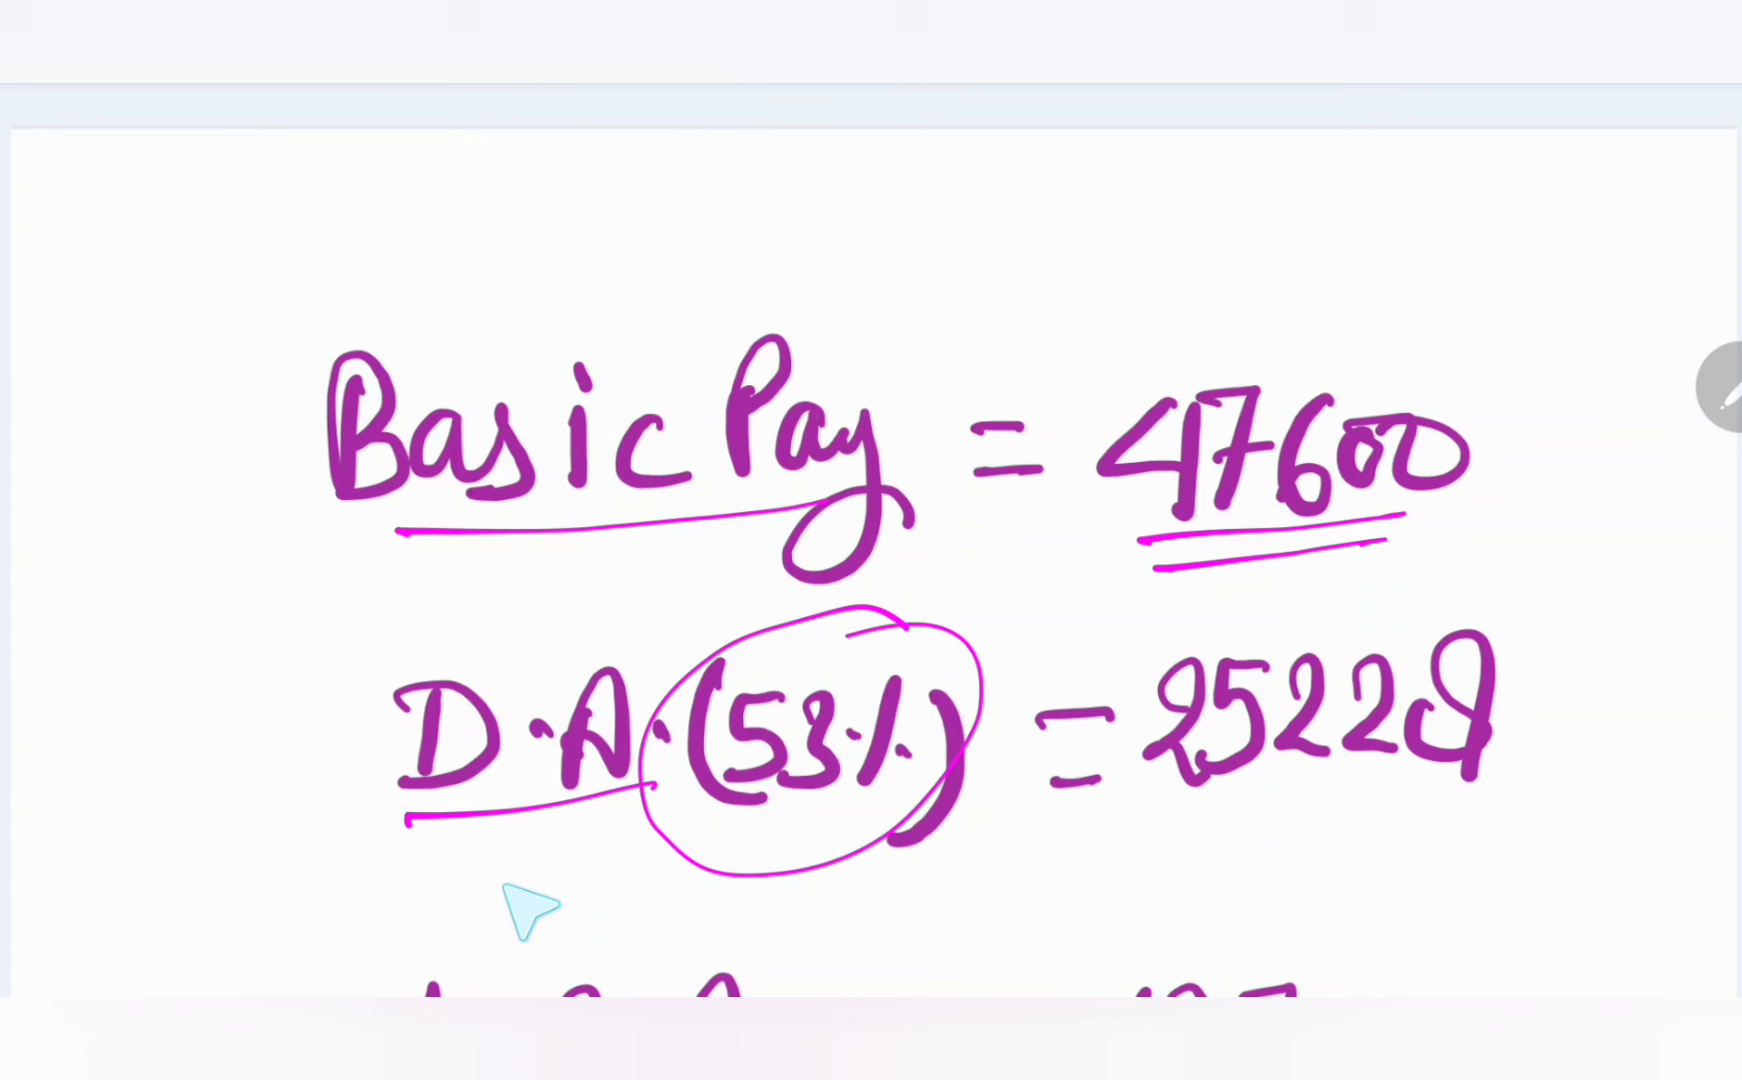 Basic Pay = 47600
D.A.(53%) = 25228